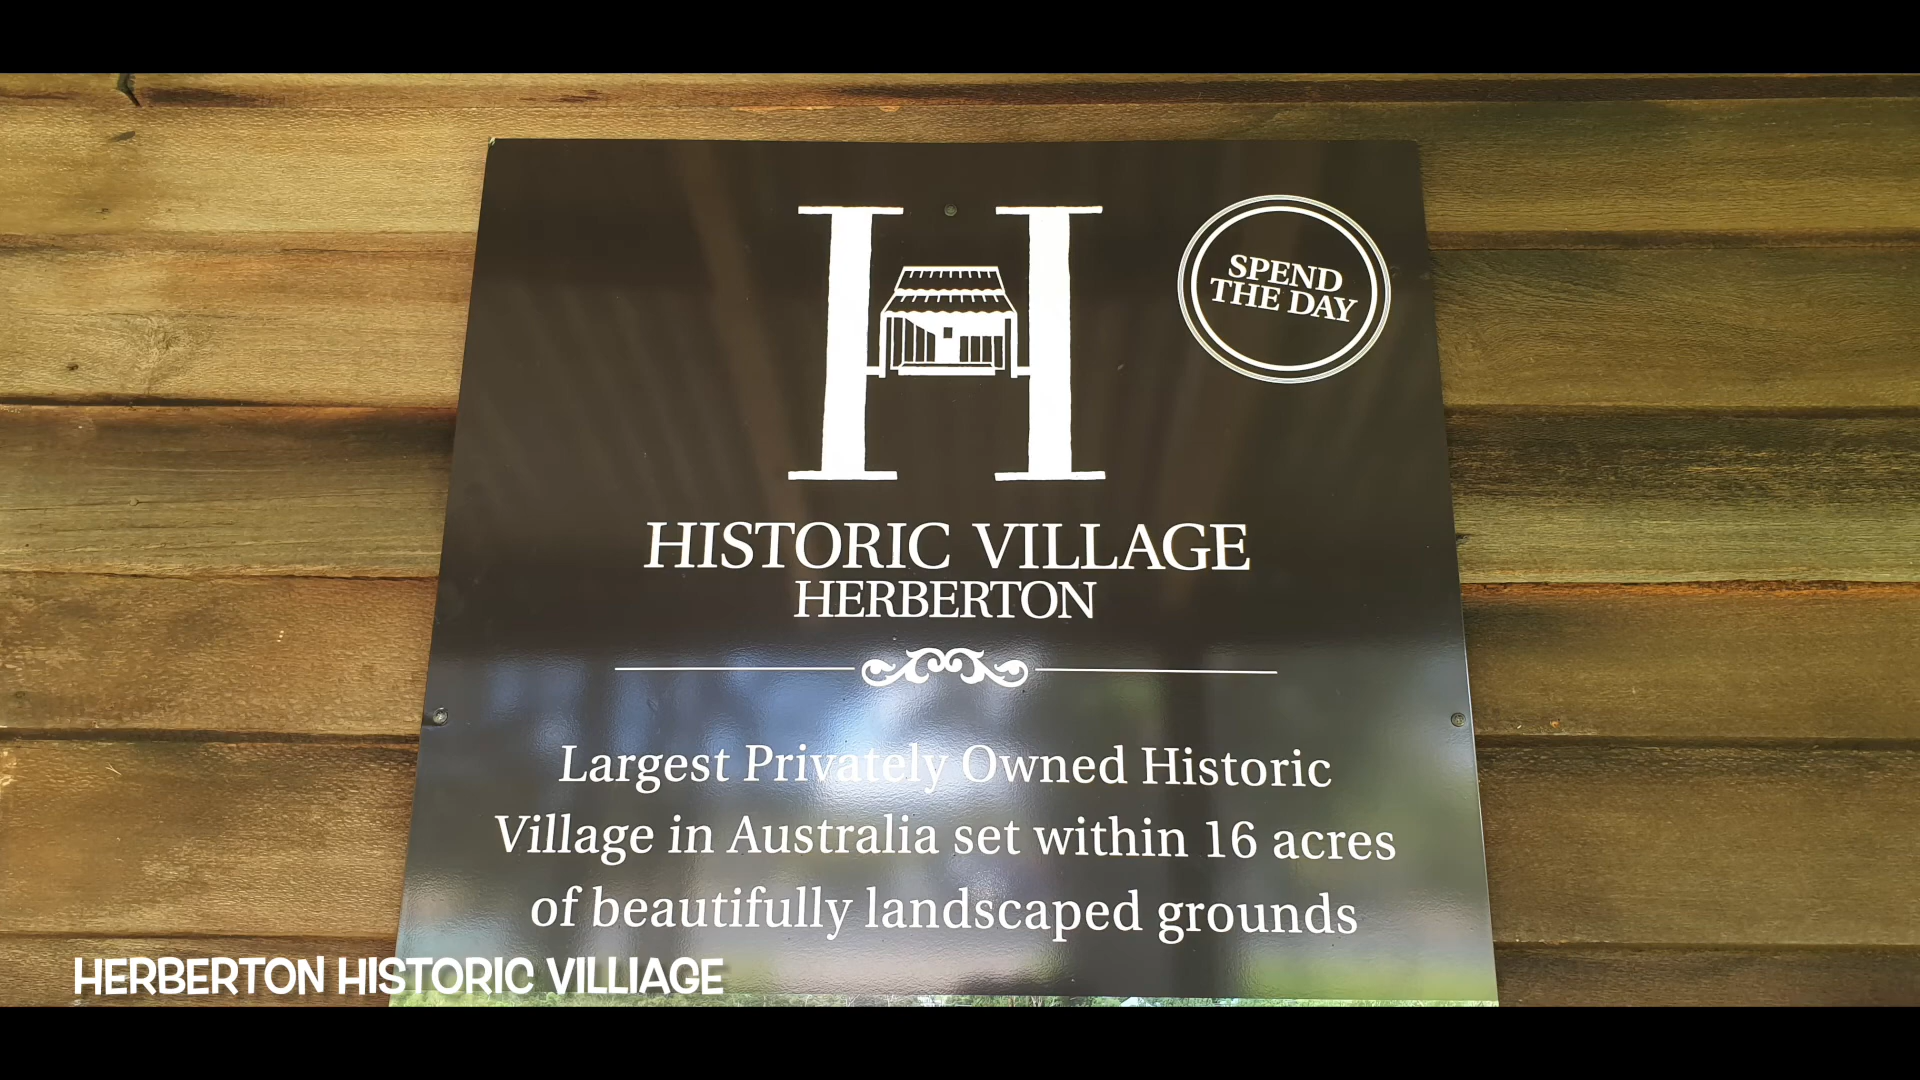 H
SPEND
THE DAY
HISTORIC VILLAGE
HERBERTON
Largest Privately Owned Historic
Village in Australia set within 16 acres
of beautifully landscaped grounds
HERBERTON HISTORIC VILLIAGE